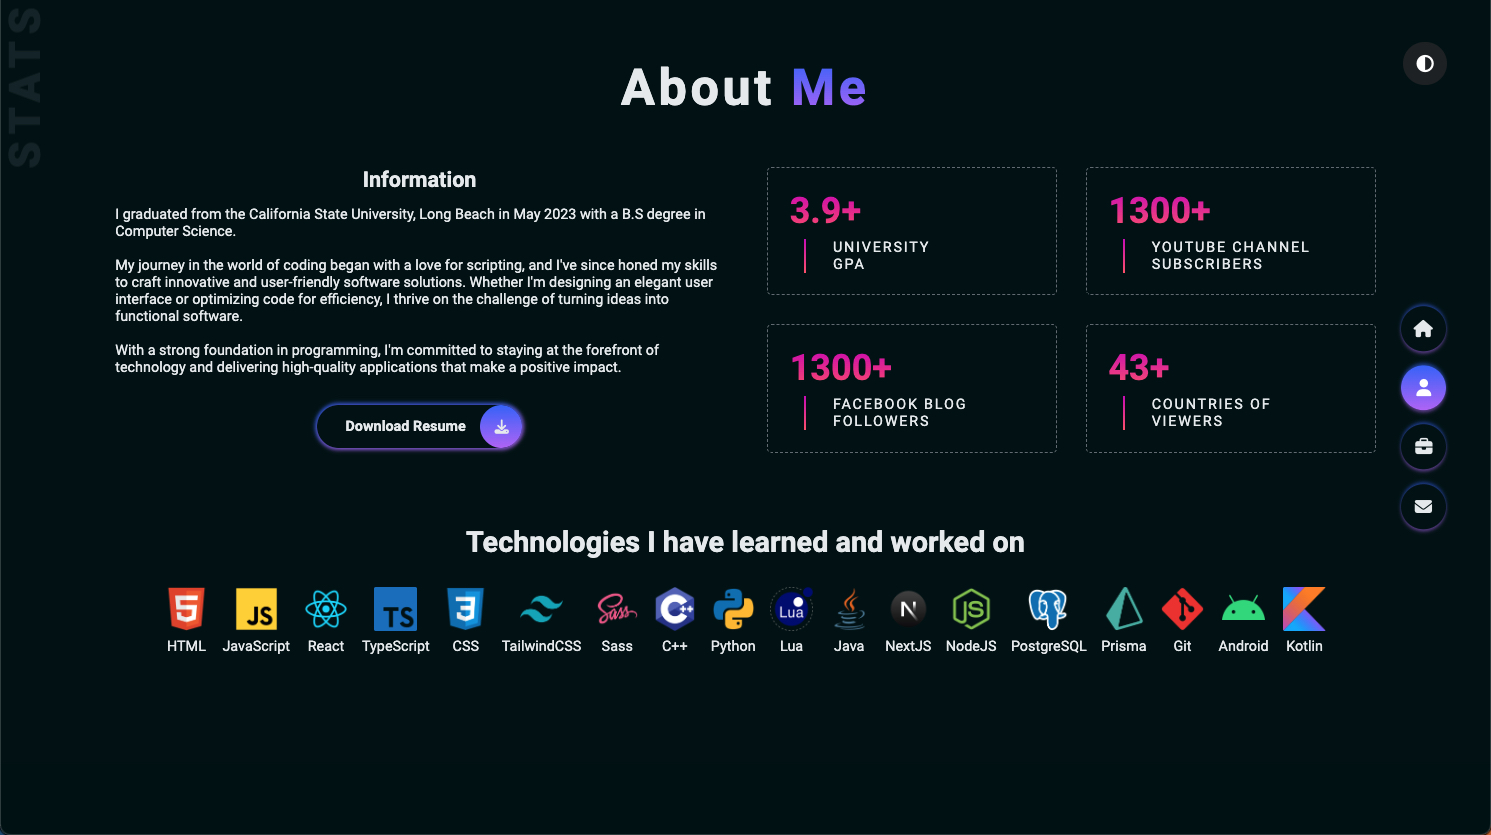 STATS
About Me
Information
I graduated from the California State University, Long Beach in May 2023 with a B.S degree in
Computer Science.
My journey in the world of coding began with a love for scripting, and I've since honed my skills
to craft innovative and user-friendly software solutions. Whether I'm designing an elegant user
interface or optimizing code for efficiency, I thrive on the challenge of turning ideas into
functional software.
With a strong foundation in programming, I'm committed to staying at the forefront of
technology and delivering high-quality applications that make a positive impact.
Download Resume
3.9+
UNIVERSITY
GPA
1300+
YOUTUBE CHANNEL
SUBSCRIBERS
1300+
FACEBOOK BLOG
FOLLOWERS
43+
COUNTRIES OF
VIEWERS
Technologies I have learned and worked on
5 JS TS 3 Sass C++ Lua N JS
HTML JavaScript React TypeScript CSS TailwindCSS Sass C++ Python Lua Java NextJS NodeJS PostgreSQL Prisma Git Android Kotlin